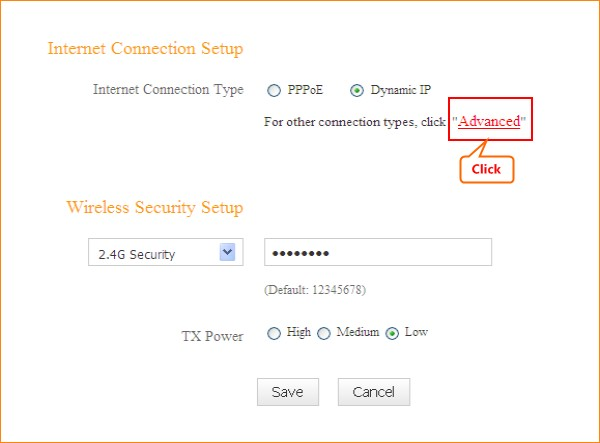 Internet Connection Setup
Internet Connection Type PPPoE Dynamic IP
For other connection types, click "Advanced"
Click
Wireless Security Setup
2.4G Security ••••••••
(Default: 12345678)
TX Power High Medium Low
Save Cancel